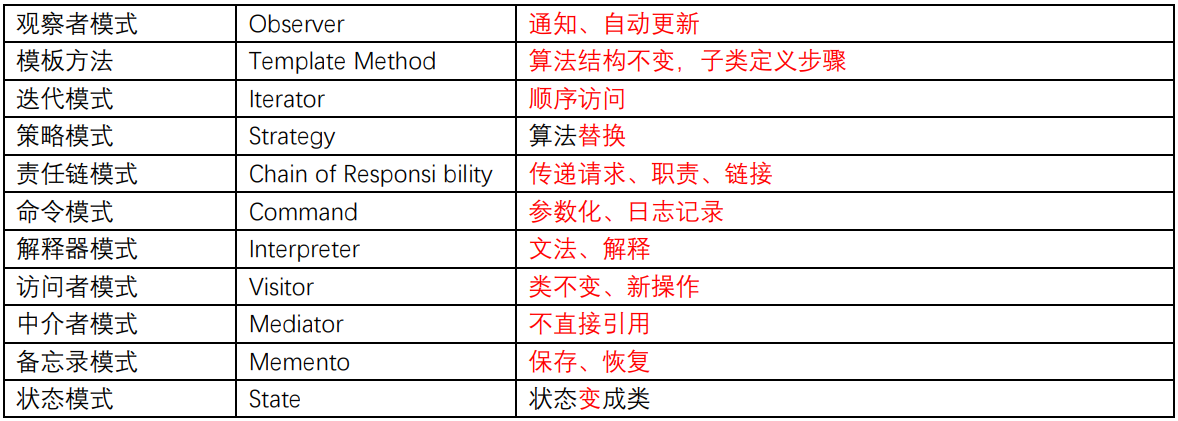 观察者模式 Observer 通知、自动更新
模板方法 Template Method 算法结构不变，子类定义步骤
迭代模式 Iterator 顺序访问
策略模式 Strategy 算法替换
责任链模式 Chain of Responsi bility 传递请求、职责、链接
命令模式 Command 参数化、日志记录
解释器模式 Interpreter 文法、解释
访问者模式 Visitor 类不变、新操作
中介者模式 Mediator 不直接引用
备忘录模式 Memento 保存、恢复
状态模式 State 状态变成类